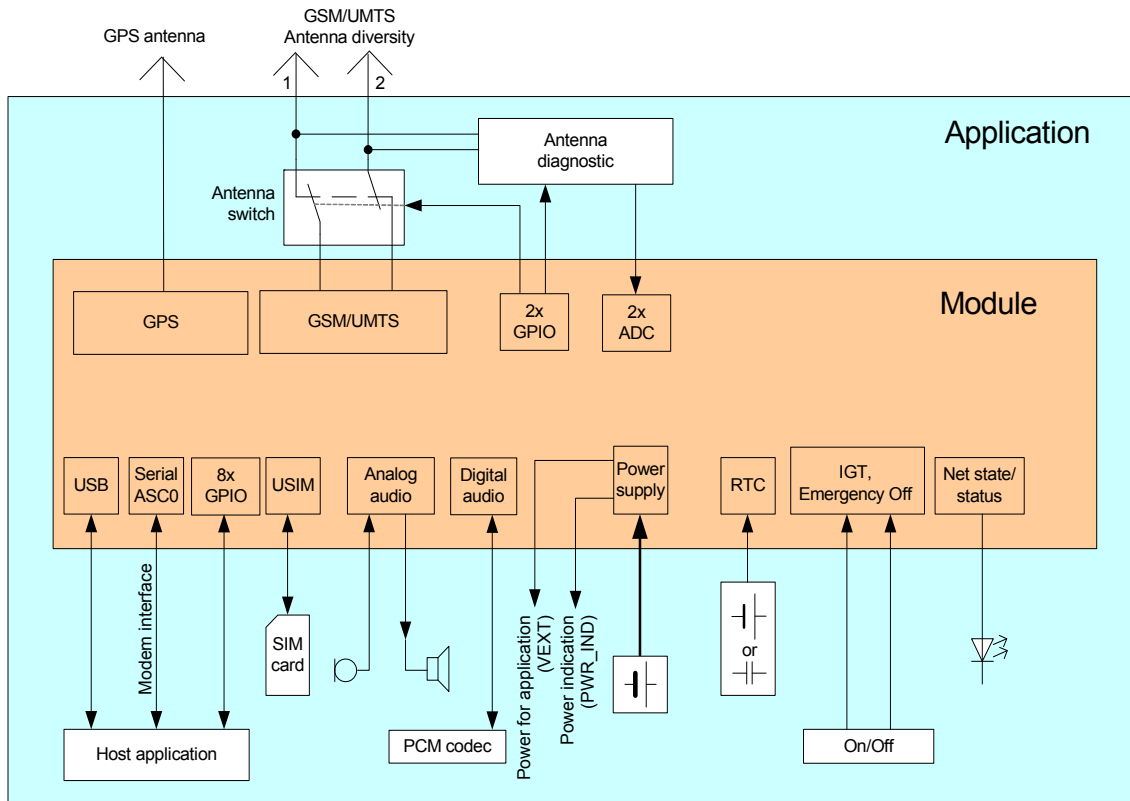 GPS antenna
GSM/UMTS
Antenna diversity
1
2
Application
Antenna
diagnostic
Antenna
switch
Module
GPS
GSM/UMTS
2x
GPIO
2x
ADC
USB
Serial
ASC0
8x
GPIO
USIM
Analog
audio
Digital
audio
Power
supply
RTC
IGT,
Emergency Off
Net state/
status
Modem interface
SIM
card
Power for application
(VEXT)
Power indication
(PWR_IND)
or
Host application
PCM codec
On/Off